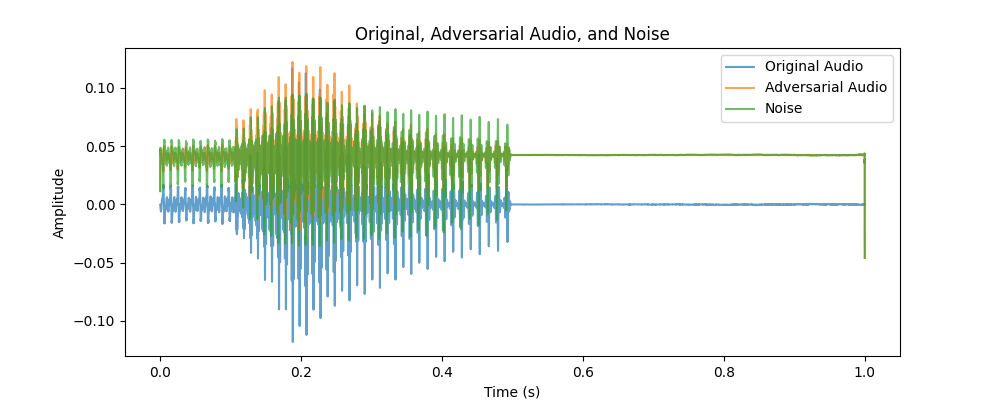 Original, Adversarial Audio, and Noise
Original Audio
Adversarial Audio
Noise
Amplitude
0.10
0.05
0.00
−0.05
−0.10
0.0
0.2
0.4
0.6
0.8
1.0
Time (s)